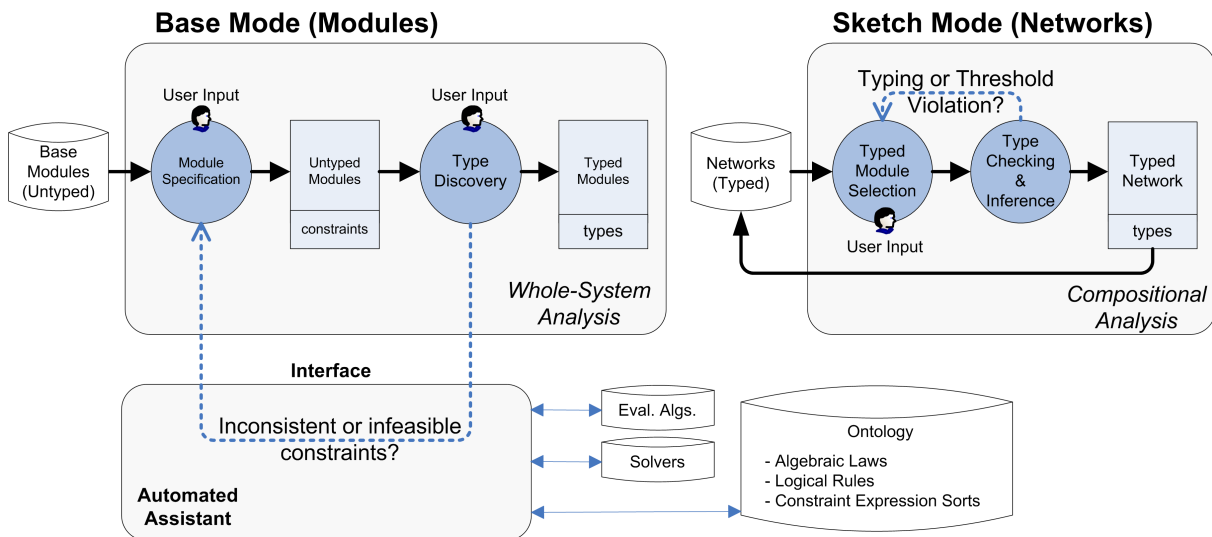 Base Mode (Modules)
Sketch Mode (Networks)
User Input
User Input
Base
Modules
(Untyped)
Module
Specification
Untyped
Modules
constraints
Type
Discovery
Typed
Modules
types
Whole-System
Analysis
Typing or Threshold
Violation?
Networks
(Typed)
Typed
Module
Selection
User Input
Type
Checking
&
Inference
Typed
Network
types
Compositional
Analysis
Interface
Inconsistent or infeasible
constraints?
Automated
Assistant
Eval. Algs.
Solvers
Ontology
- Algebraic Laws
- Logical Rules
- Constraint Expression Sorts